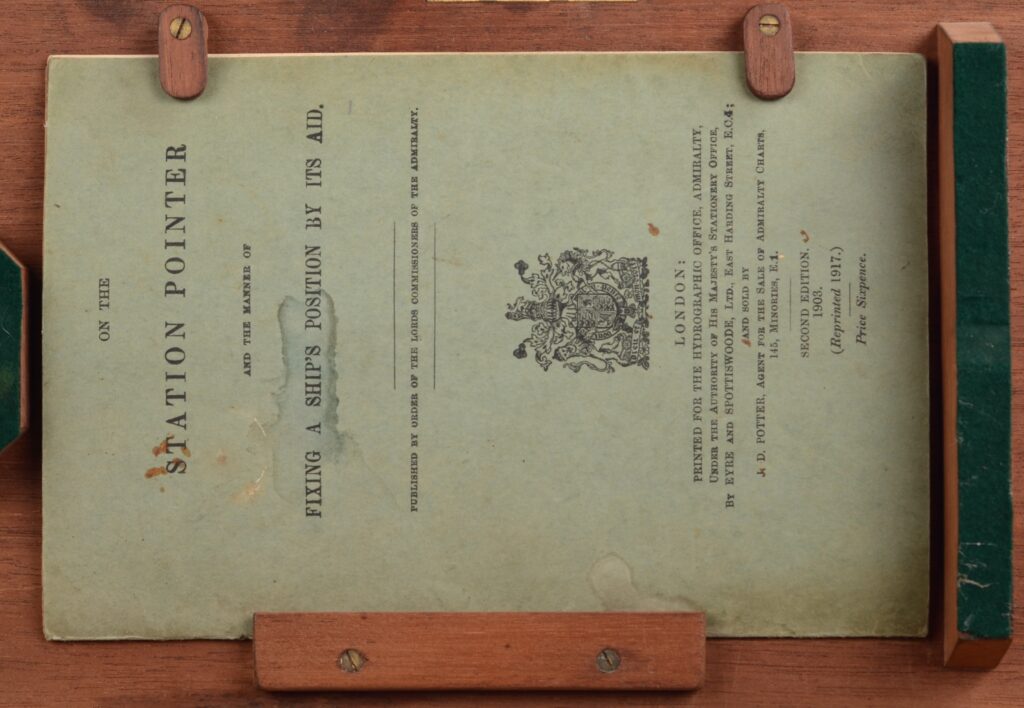 ON THE
STATION POINTER
AND THE MANNER OF
FIXING A SHIP'S POSITION BY ITS AID.
PUBLISHED BY ORDER OF THE LORDS COMMISSIONERS OF THE ADMIRALTY.
LONDON:
PRINTED FOR THE HYDROGRAPHIC OFFICE, ADMIRALTY,
UNDER THE AUTHORITY OF HIS MAJESTY'S STATIONERY OFFICE,
BY EYRE AND SPOTTISWOODE, LTD., EAST HARDING STREET, E.C.4;
AND SOLD BY
J. D. POTTER, AGENT FOR THE SALE OF ADMIRALTY CHARTS,
145, MINORIES, E.1.
SECOND EDITION.
1903.
(Reprinted 1917.)
Price Sixpence.